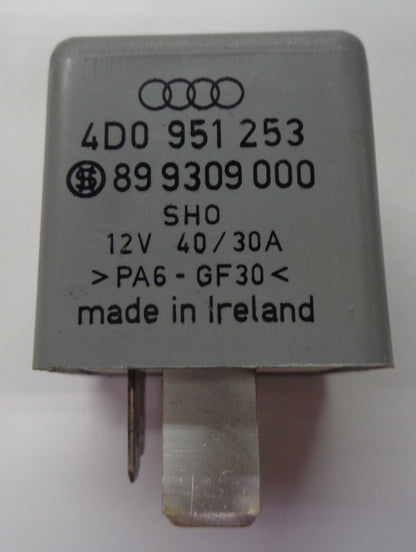 4D0 951 253
89 9309 000
SHO
12V 40/30A
>PA6-GF30<
made in Ireland